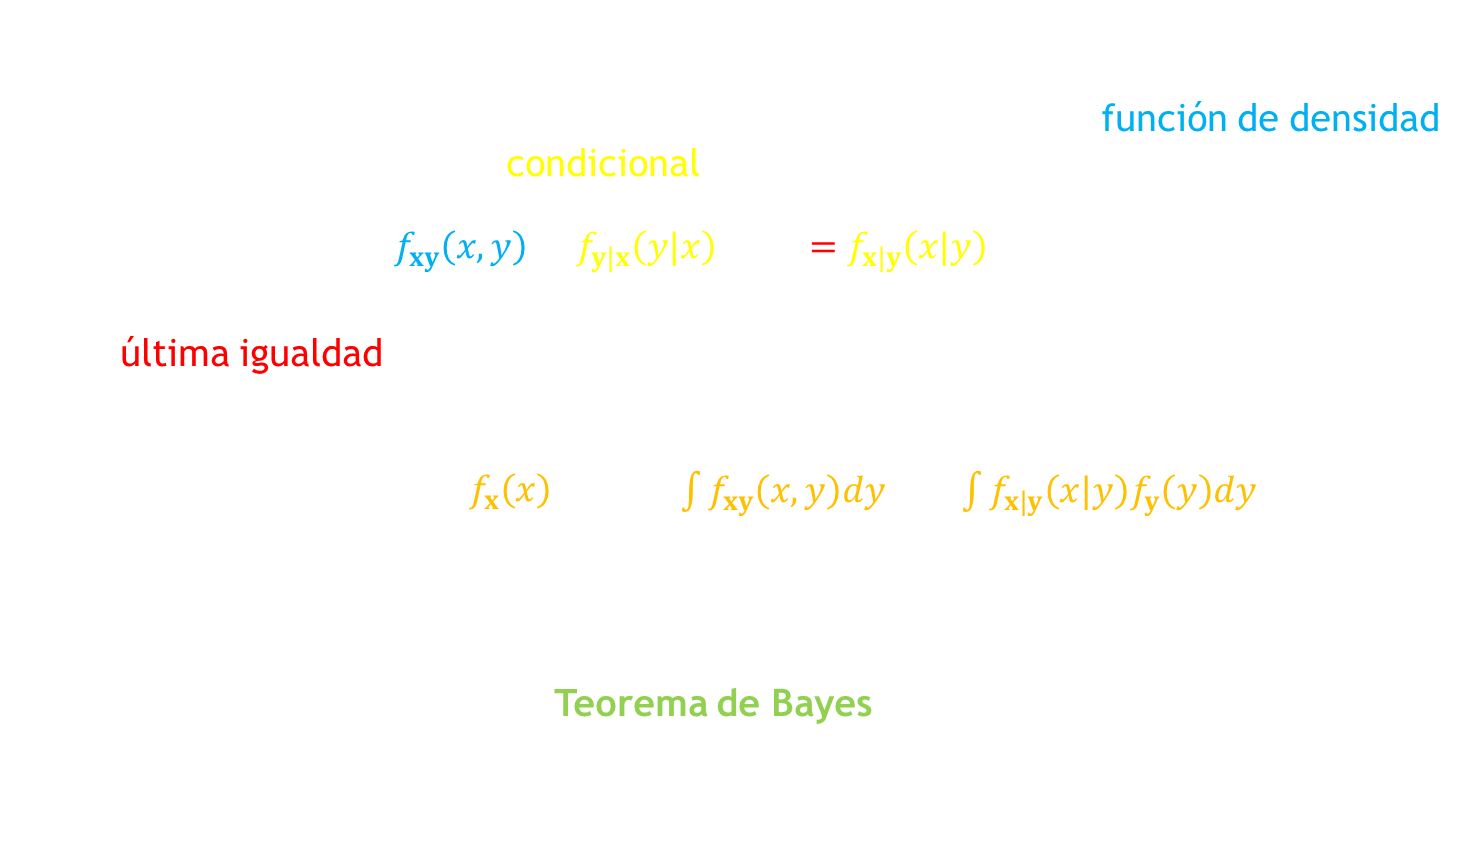 función de densidad
condicional
f_xy(x, y) f_y|x(y|x) = f_x|y(x|y)
última igualdad
f_x(x) ∫ f_xy(x, y)dy ∫ f_x|y(x|y)f_y(y)dy
Teorema de Bayes